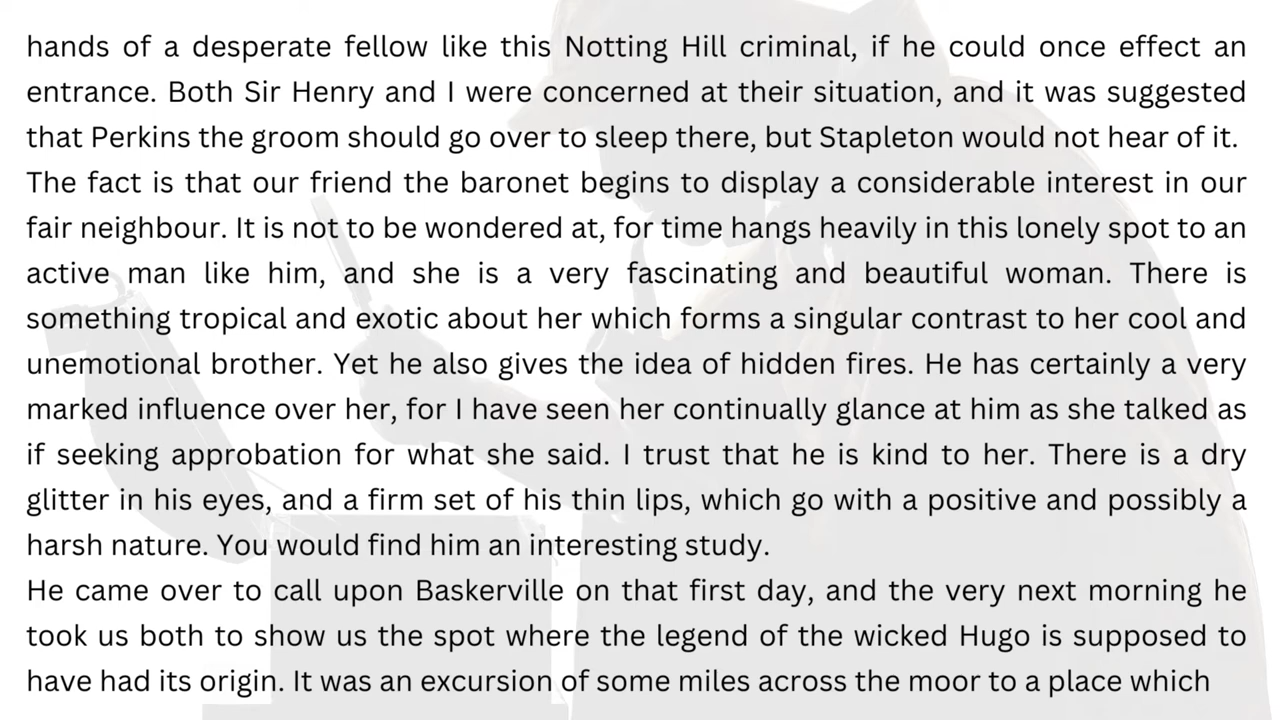 hands of a desperate fellow like this Notting Hill criminal, if he could once effect an
entrance. Both Sir Henry and I were concerned at their situation, and it was suggested
that Perkins the groom should go over to sleep there, but Stapleton would not hear of it.
The fact is that our friend the baronet begins to display a considerable interest in our
fair neighbour. It is not to be wondered at, for time hangs heavily in this lonely spot to an
active man like him, and she is a very fascinating and beautiful woman. There is
something tropical and exotic about her which forms a singular contrast to her cool and
unemotional brother. Yet he also gives the idea of hidden fires. He has certainly a very
marked influence over her, for I have seen her continually glance at him as she talked as
if seeking approbation for what she said. I trust that he is kind to her. There is a dry
glitter in his eyes, and a firm set of his thin lips, which go with a positive and possibly a
harsh nature. You would find him an interesting study.
He came over to call upon Baskerville on that first day, and the very next morning he
took us both to show us the spot where the legend of the wicked Hugo is supposed to
have had its origin. It was an excursion of some miles across the moor to a place which